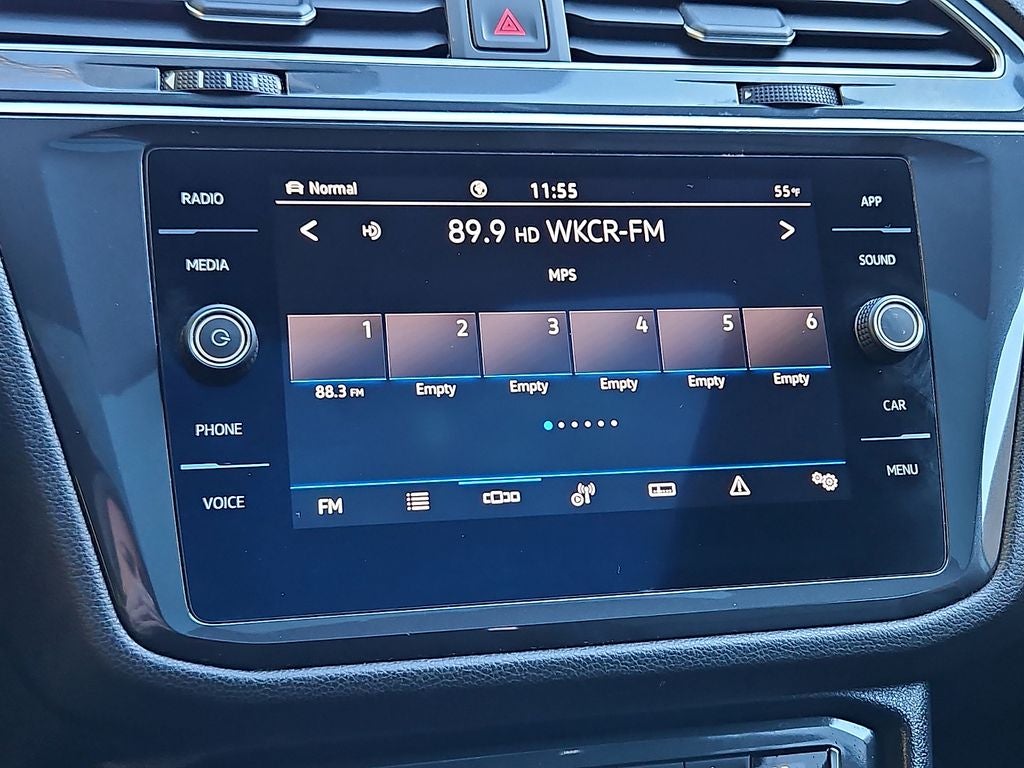 Normal 11:55 55°F
89.9 HD WKCR-FM
MPS
1 2 3 4 5 6
88.3 FM Empty Empty Empty Empty Empty
FM
RADIO
MEDIA
PHONE
VOICE
APP
SOUND
CAR
MENU